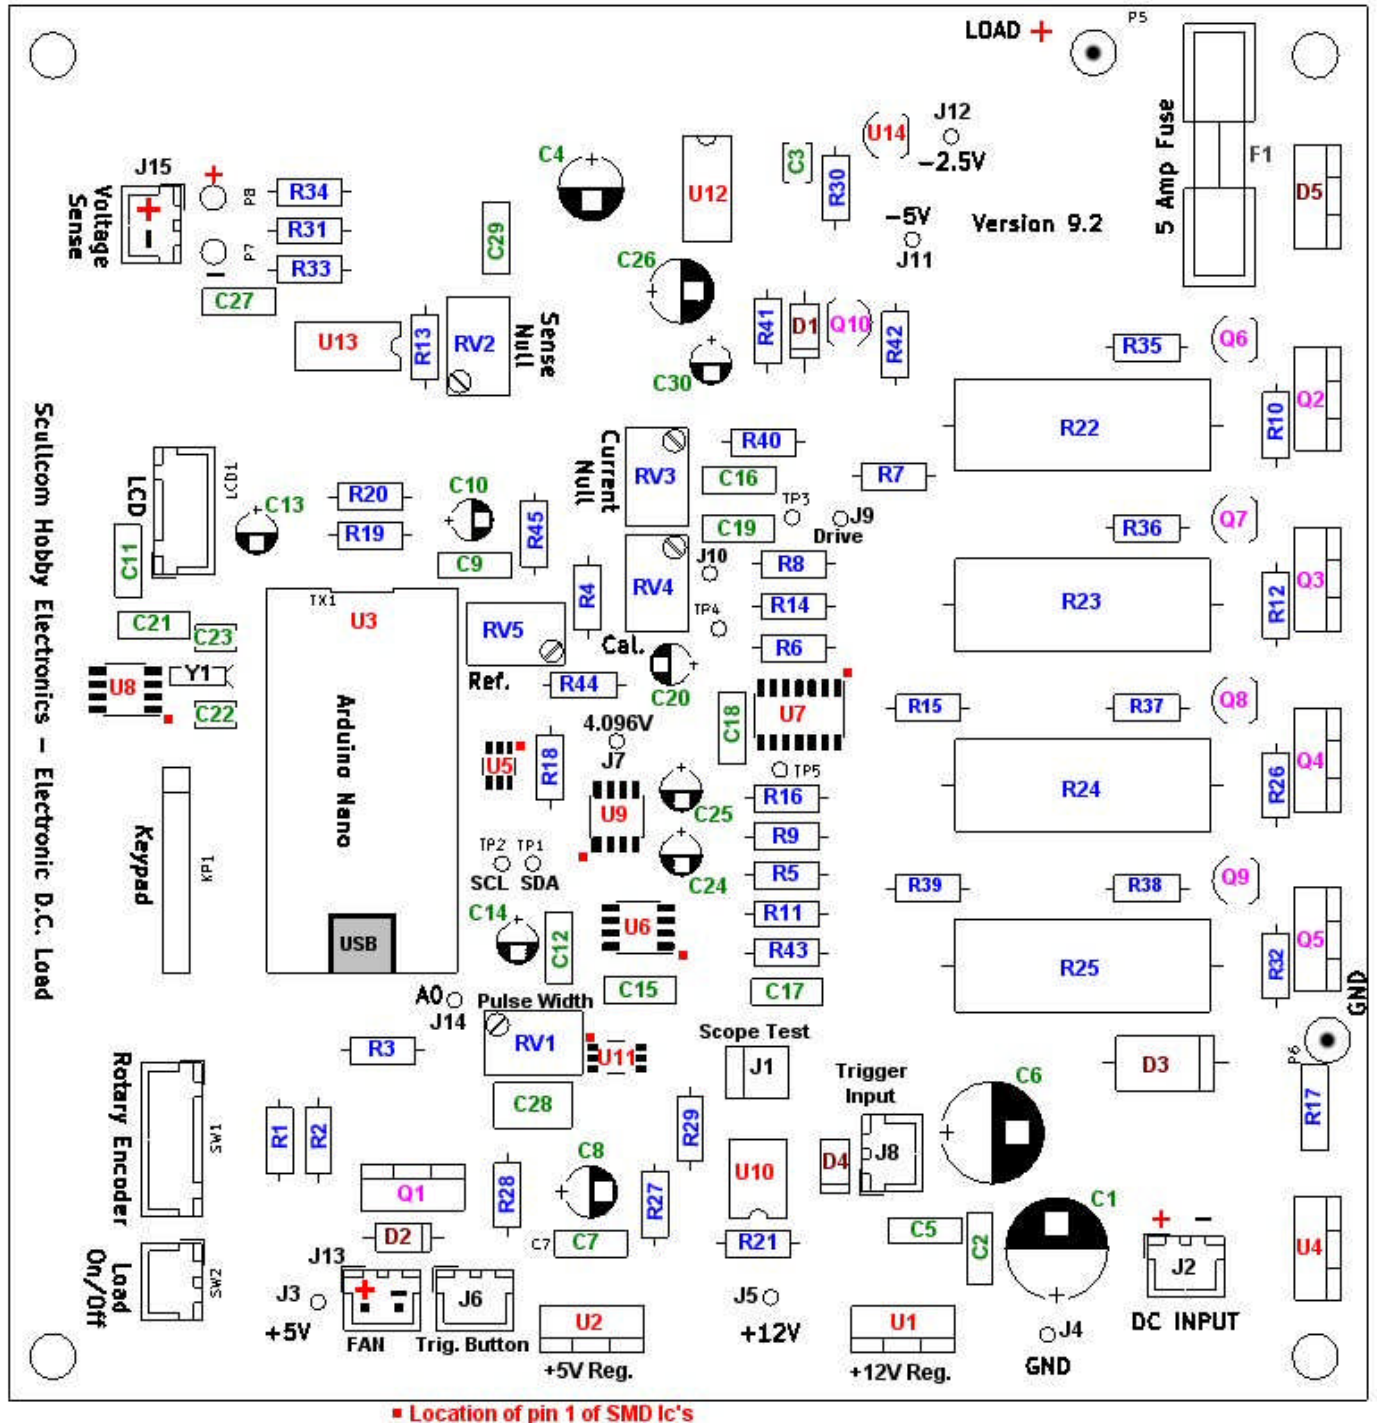 LOAD +
P5
5 Amp Fuse
F1
D5
J12
U14
-2.5V
C3
R30
C4
U12
J15
+
Voltage
Sense
+
-
P8
P7
-
R34
R31
R33
C29
-5V
J11
Version 9.2
C26
C27
U13
R13
RV2
Sense
Null
R41
D1
Q10
R42
R35
Q6
C30
Q2
R10
R22
Scullcom Hobby Electronics - Electronic D.C. Load
LCD
LCD1
C13
R20
R19
C10
C9
R45
Current
Null
RV3
R40
C16
R7
TP3
J9
Drive
C19
R36
Q7
C11
J10
R8
R4
RV4
Q3
R12
R23
TX1
U3
C21
C23
R14
TP4
RV5
Cal.
R6
U8
Y1
C22
Ref.
R44
C20
U7
C18
R15
R37
Q8
Arduino Nano
4.096V
J7
U5
R18
TP5
Q4
R26
R24
Keypad
KP1
U9
C25
R16
R9
TP2
TP1
SCL
SDA
C24
R5
R39
R38
Q9
C14
C12
U6
R11
R43
USB
Q5
R32
R25
A0
J14
C15
C17
GND
Pulse Width
RV1
U11
Scope Test
J1
R3
P6
D3
R17
Trigger
Input
J8
D4
C6
C28
R29
Rotary Encoder
SW1
R1
R2
C8
U10
Q1
R28
R27
D2
C7
C7
R21
C5
C2
C1
+ -
J2
DC INPUT
U4
Load
On/Off
SW2
J13
J3
+5V
+ -
FAN
J6
Trig. Button
U2
+5V Reg.
J5
+12V
U1
+12V Reg.
J4
GND
Location of pin 1 of SMD Ic's